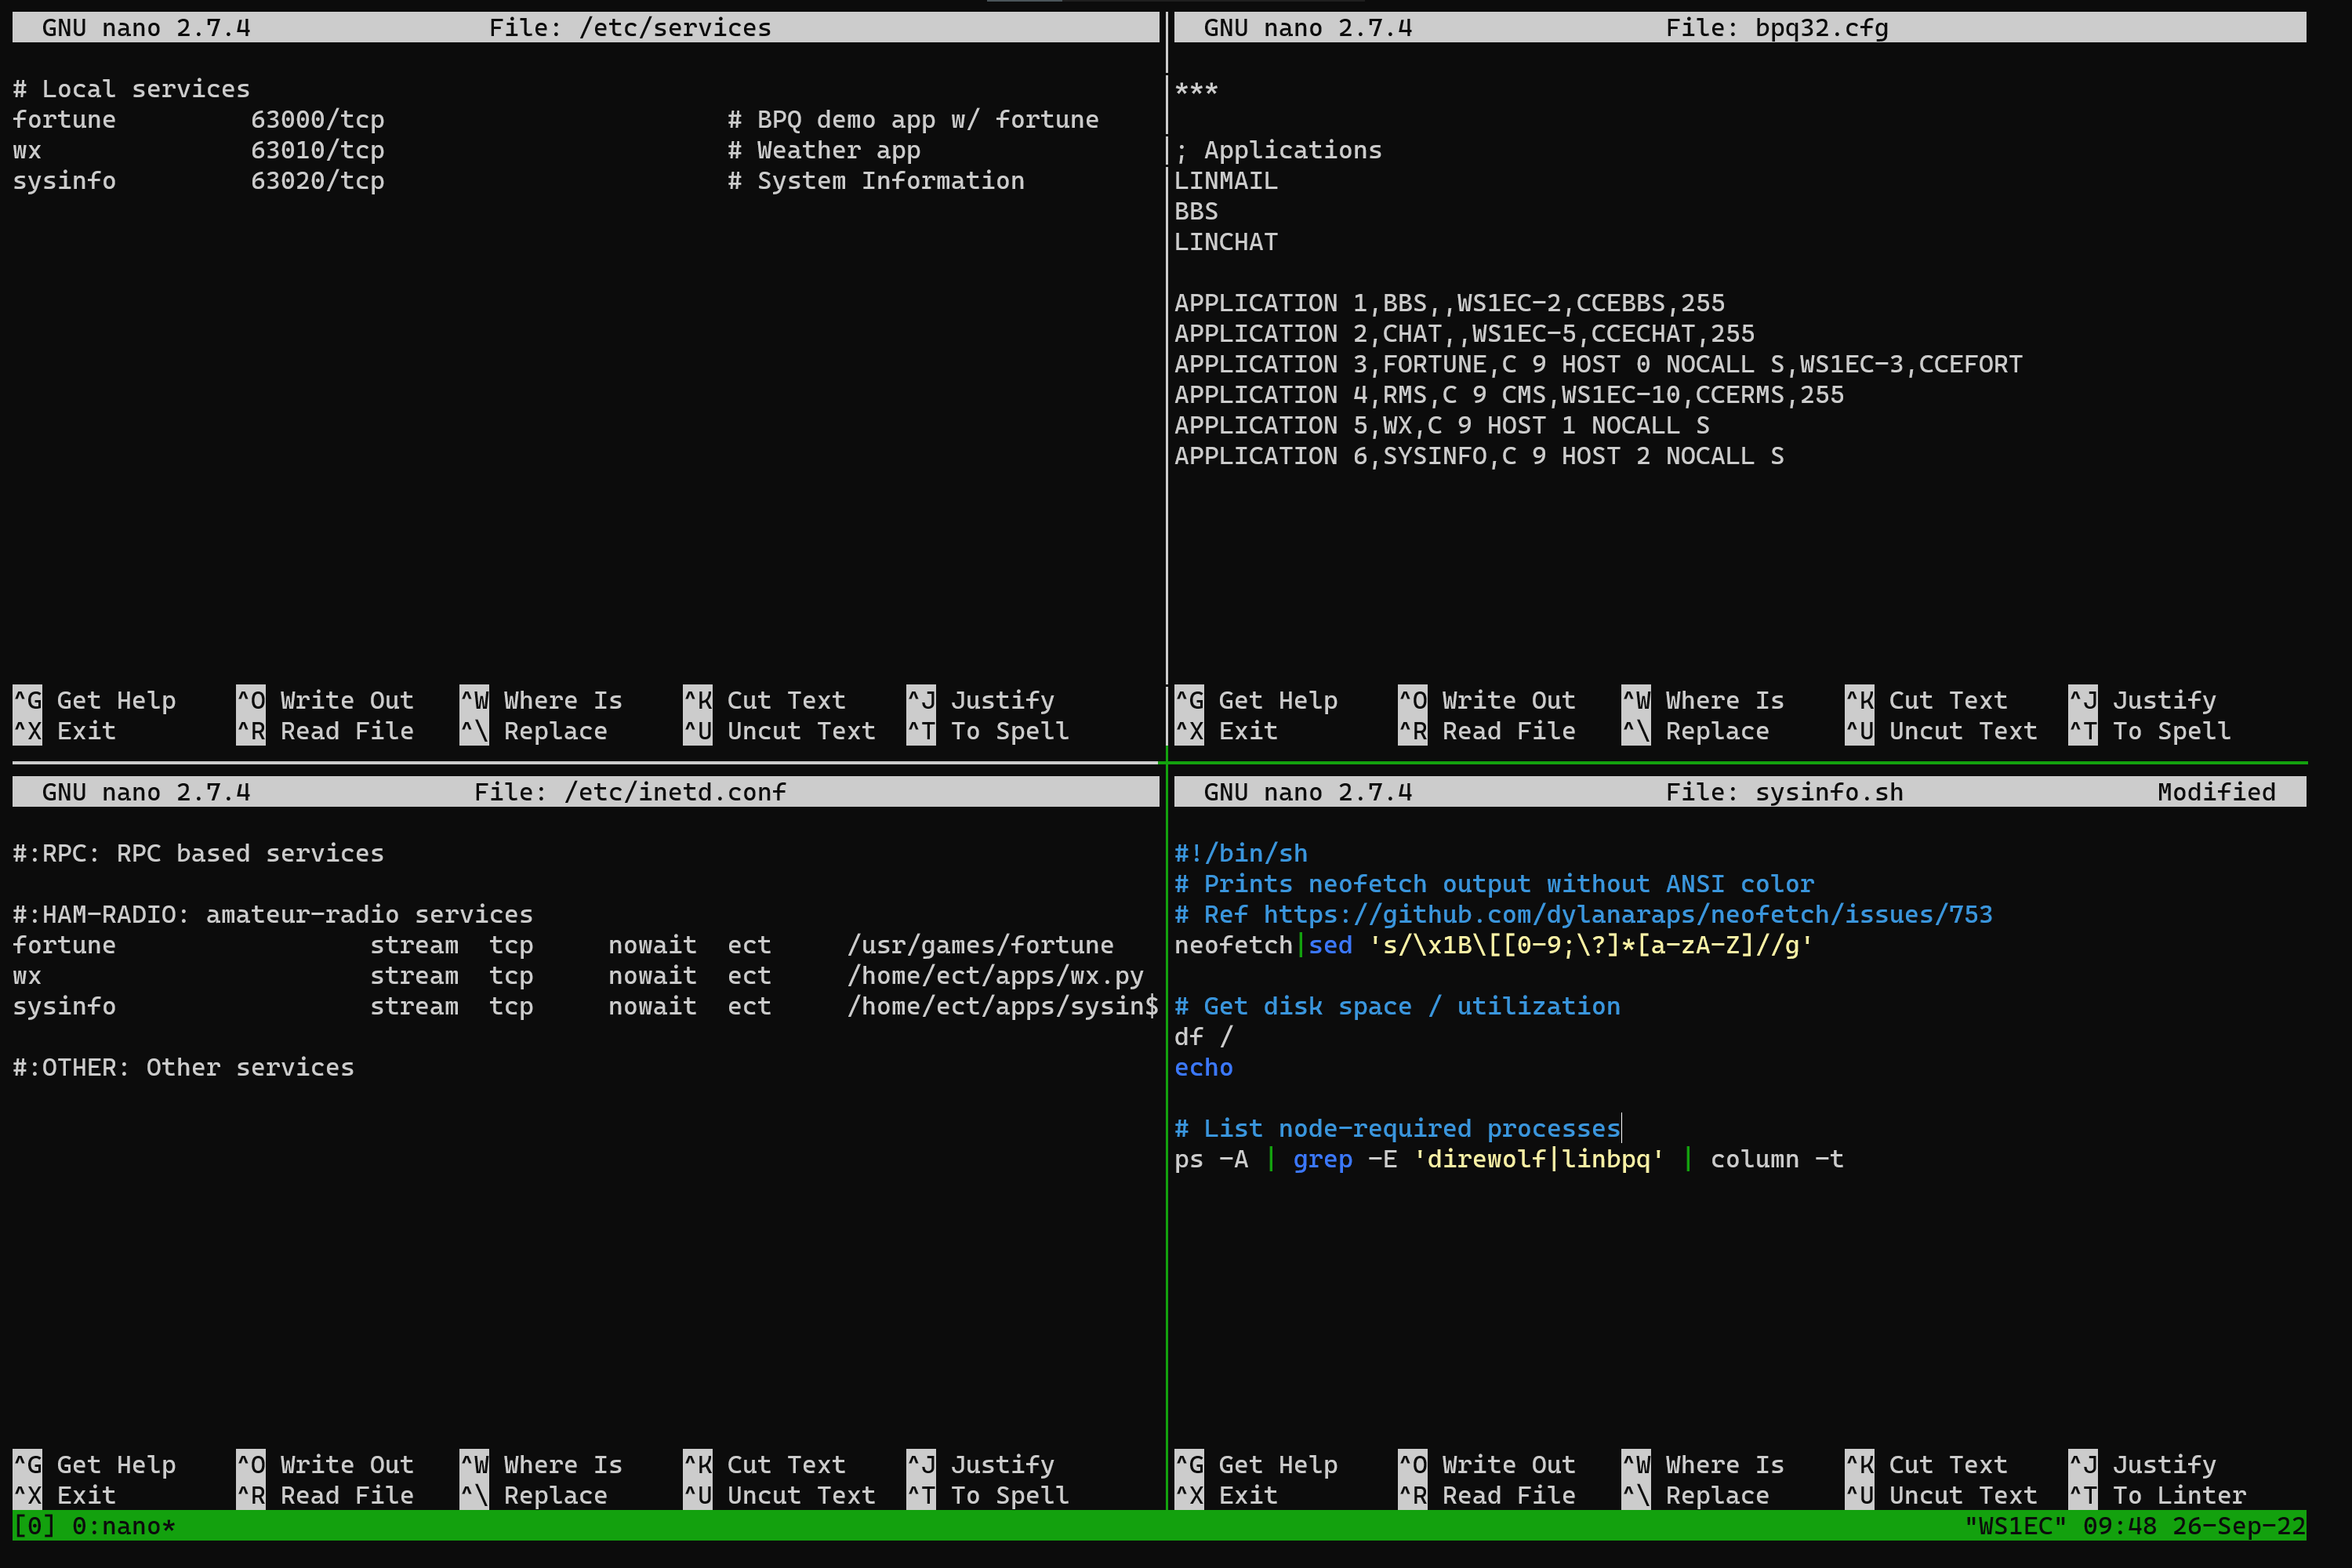 GNU nano 2.7.4 File: /etc/services
# Local services
fortune 63000/tcp # BPQ demo app w/ fortune
wx 63010/tcp # Weather app
sysinfo 63020/tcp # System Information
^G Get Help ^O Write Out ^W Where Is ^K Cut Text ^J Justify
^X Exit ^R Read File ^\ Replace ^U Uncut Text ^T To Spell
GNU nano 2.7.4 File: bpq32.cfg
***
; Applications
LINMAIL
BBS
LINCHAT
APPLICATION 1,BBS,,WS1EC-2,CCEBBS,255
APPLICATION 2,CHAT,,WS1EC-5,CCECHAT,255
APPLICATION 3,FORTUNE,C 9 HOST 0 NOCALL S,WS1EC-3,CCEFORT
APPLICATION 4,RMS,C 9 CMS,WS1EC-10,CCERMS,255
APPLICATION 5,WX,C 9 HOST 1 NOCALL S
APPLICATION 6,SYSINFO,C 9 HOST 2 NOCALL S
^G Get Help ^O Write Out ^W Where Is ^K Cut Text ^J Justify
^X Exit ^R Read File ^\ Replace ^U Uncut Text ^T To Spell
GNU nano 2.7.4 File: /etc/inetd.conf
#:RPC: RPC based services
#:HAM-RADIO: amateur-radio services
fortune stream tcp nowait ect /usr/games/fortune
wx stream tcp nowait ect /home/ect/apps/wx.py
sysinfo stream tcp nowait ect /home/ect/apps/sysin$
#:OTHER: Other services
^G Get Help ^O Write Out ^W Where Is ^K Cut Text ^J Justify
^X Exit ^R Read File ^\ Replace ^U Uncut Text ^T To Spell
GNU nano 2.7.4 File: sysinfo.sh Modified
#!/bin/sh
# Prints neofetch output without ANSI color
# Ref https://github.com/dylanaraps/neofetch/issues/753
neofetch|sed 's/\x1B\[[0-9;\?]*[a-zA-Z]//g'
# Get disk space / utilization
df /
echo
# List node-required processes
ps -A | grep -E 'direwolf|linbpq' | column -t
^G Get Help ^O Write Out ^W Where Is ^K Cut Text ^J Justify
^X Exit ^R Read File ^\ Replace ^U Uncut Text ^T To Linter
[0] 0:nano* "WS1EC" 09:48 26-Sep-22